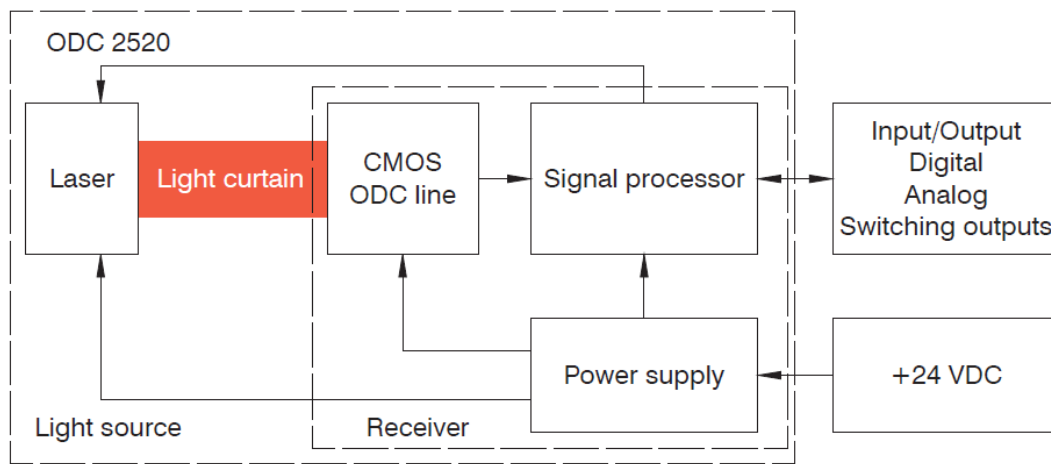 ODC 2520
Laser
Light curtain
CMOS
ODC line
Signal processor
Input/Output
Digital
Analog
Switching outputs
Power supply
+24 VDC
Light source
Receiver